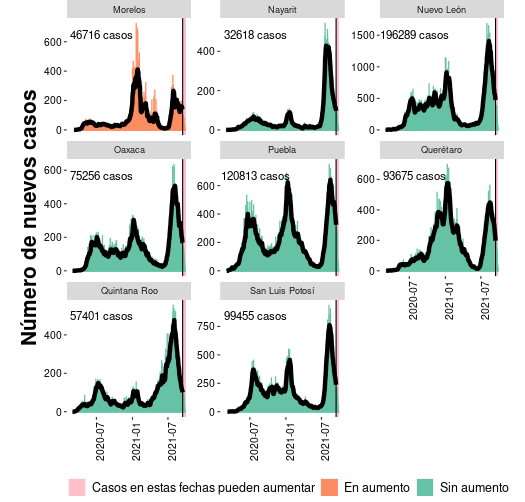 Morelos Nayarit Nuevo León
46716 casos 32618 casos 196289 casos
600
400
200
0
400
200
0
1500
1000
500
0
Oaxaca Puebla Querétaro
75256 casos 120813 casos 93675 casos
600
400
200
0
600
400
200
0
600
400
200
0
Quintana Roo San Luis Potosí
57401 casos 99455 casos
400
200
0
750
500
250
0
2020-07 2021-01 2021-07
2020-07 2021-01 2021-07
2020-07 2021-01 2021-07
Número de nuevos casos
Casos en estas fechas pueden aumentar En aumento Sin aumento